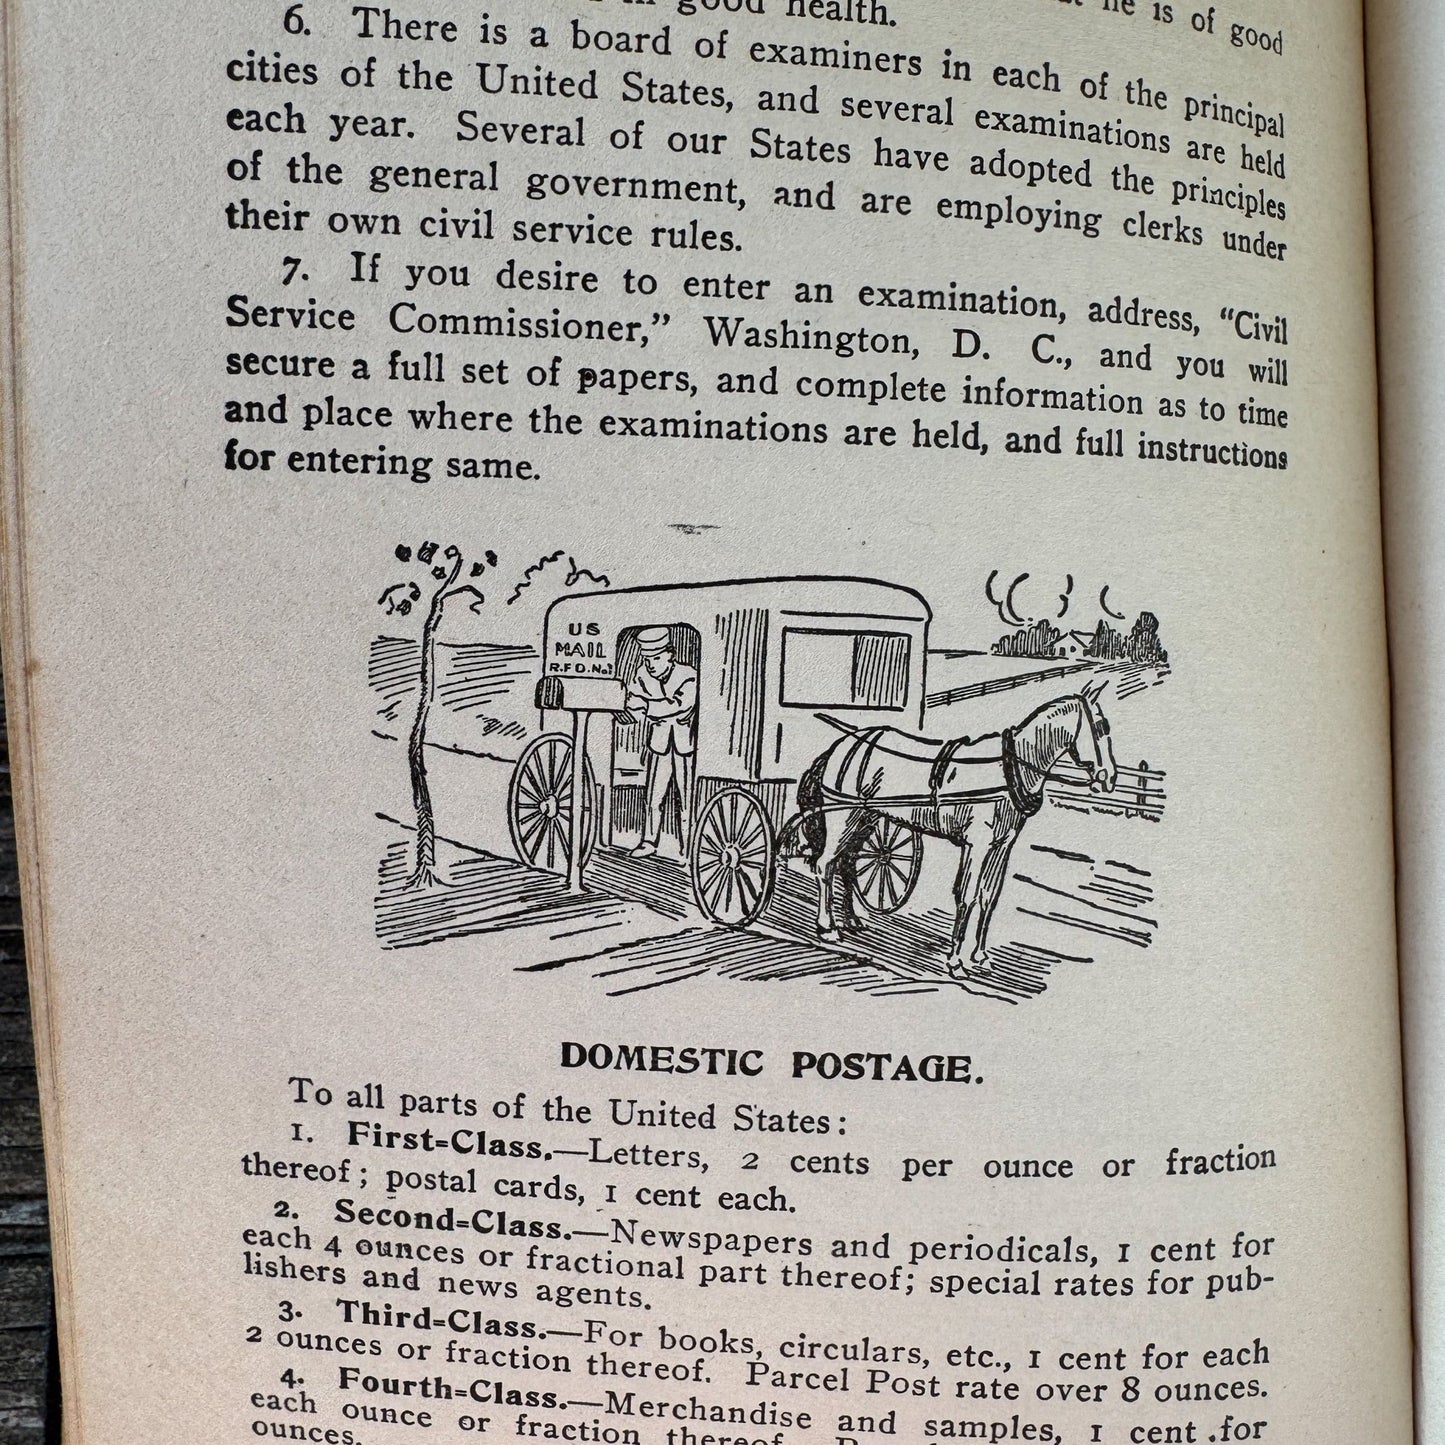 in good health.
he is of good
6. There is a board of examiners in each of the principal
cities of the United States, and several examinations are held
each year. Several of our States have adopted the principles
of the general government, and are employing clerks under
their own civil service rules.
7. If you desire to enter an examination, address, “Civil
Service Commissioner,” Washington, D. C., and you will
secure a full set of papers, and complete information as to time
and place where the examinations are held, and full instructions
for entering same.
US
MAIL
R.F.D. No.
DOMESTIC POSTAGE.
To all parts of the United States:
1. First=Class.—Letters, 2 cents per ounce or fraction
thereof; postal cards, 1 cent each.
2. Second=Class.—Newspapers and periodicals, 1 cent for
each 4 ounces or fractional part thereof; special rates for pub-
lishers and news agents.
3. Third=Class.—For books, circulars, etc., 1 cent for each
2 ounces or fraction thereof. Parcel Post rate over 8 ounces.
4. Fourth=Class.—Merchandise and samples, 1 cent .for
each ounce or fraction thereof.
ounces.